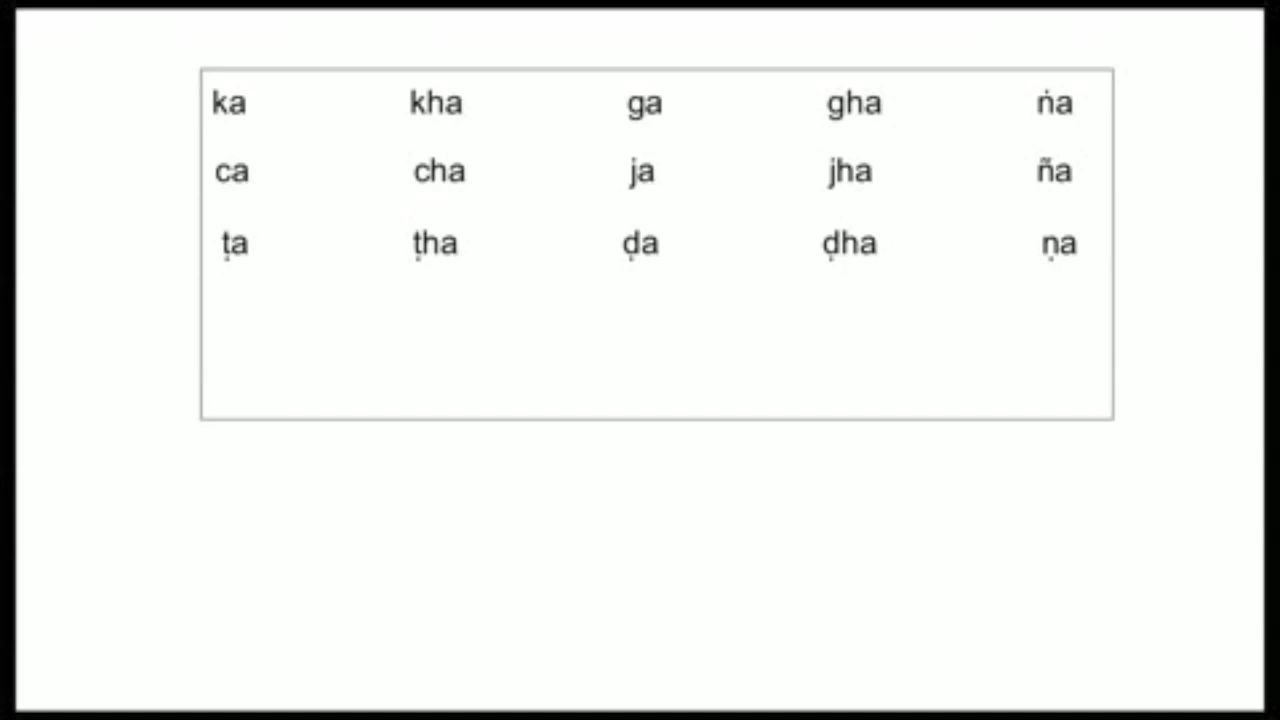 ka kha ga gha ṅa
ca cha ja jha ña
ṭa ṭha ḍa ḍha ṇa